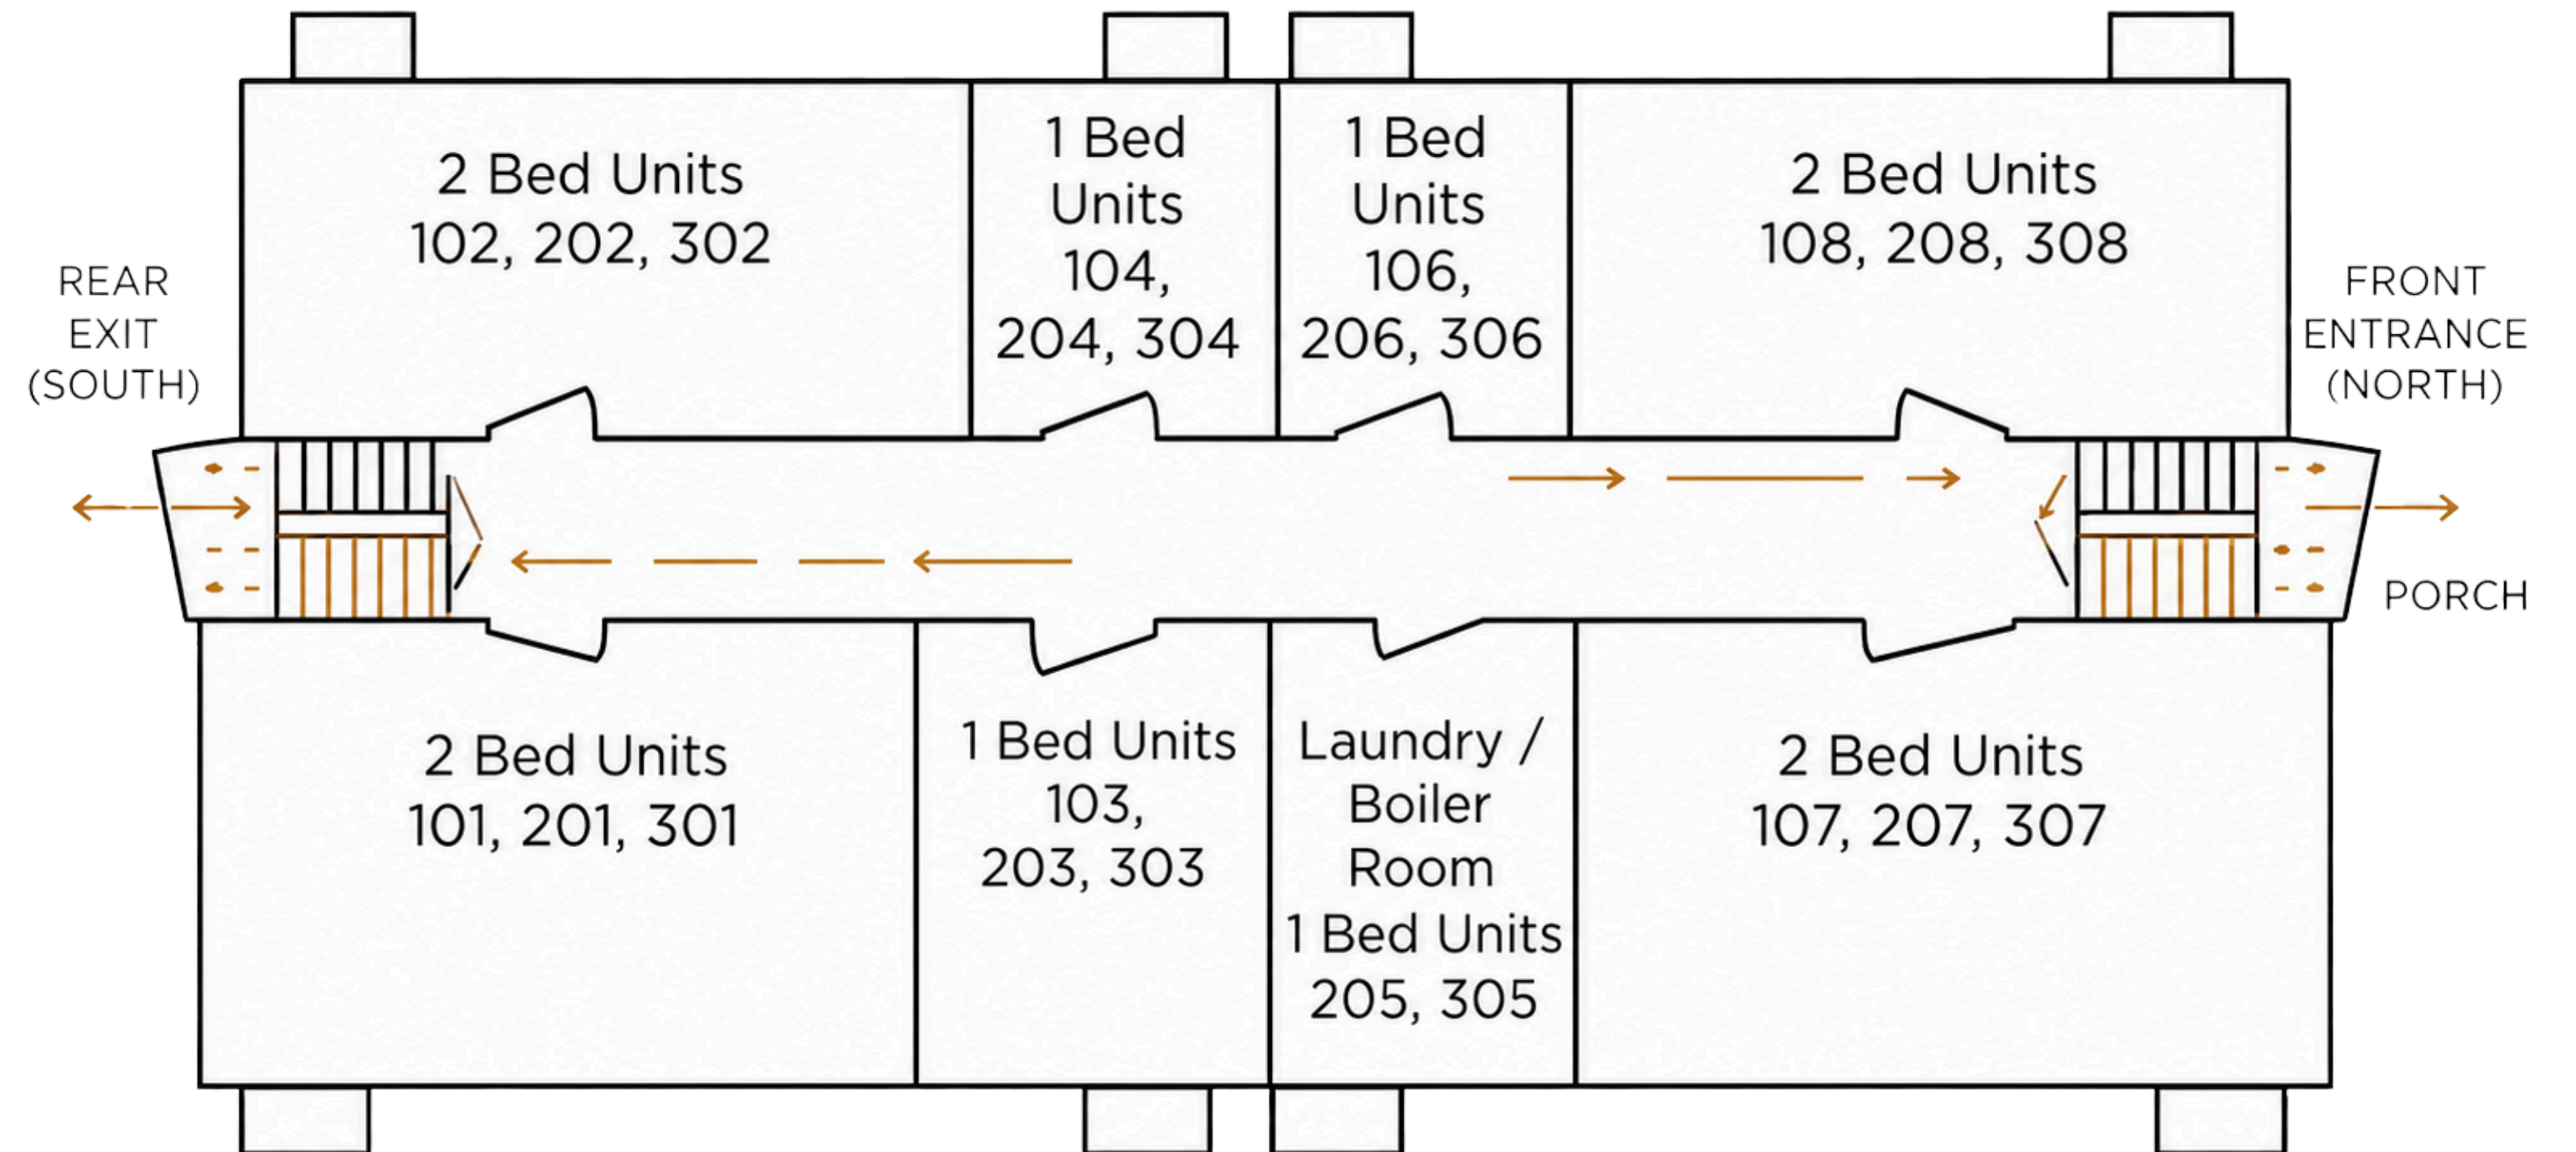 2 Bed Units
102, 202, 302
1 Bed
Units
104,
204, 304
1 Bed
Units
106,
206, 306
2 Bed Units
108, 208, 308
REAR
EXIT
(SOUTH)
FRONT
ENTRANCE
(NORTH)
PORCH
2 Bed Units
101, 201, 301
1 Bed Units
103,
203, 303
Laundry /
Boiler
Room
1 Bed Units
205, 305
2 Bed Units
107, 207, 307